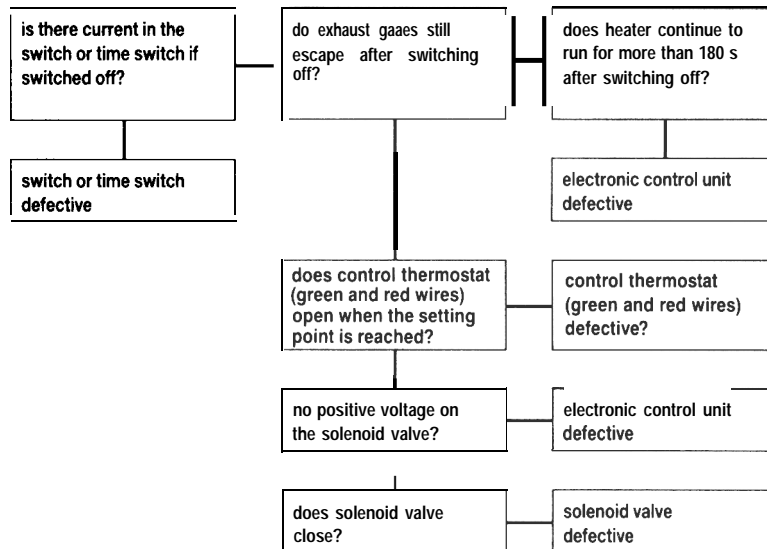 is there current in the
switch or time switch if
switched off?
do exhaust gaaes still
escape after switching
off?
does heater continue to
run for more than 180 s
after switching off?
switch or time switch
defective
electronic control unit
defective
does control thermostat
(green and red wires)
open when the setting
point is reached?
control thermostat
(green and red wires)
defective?
no positive voltage on
the solenoid valve?
electronic control unit
defective
does solenoid valve
close?
solenoid valve
defective